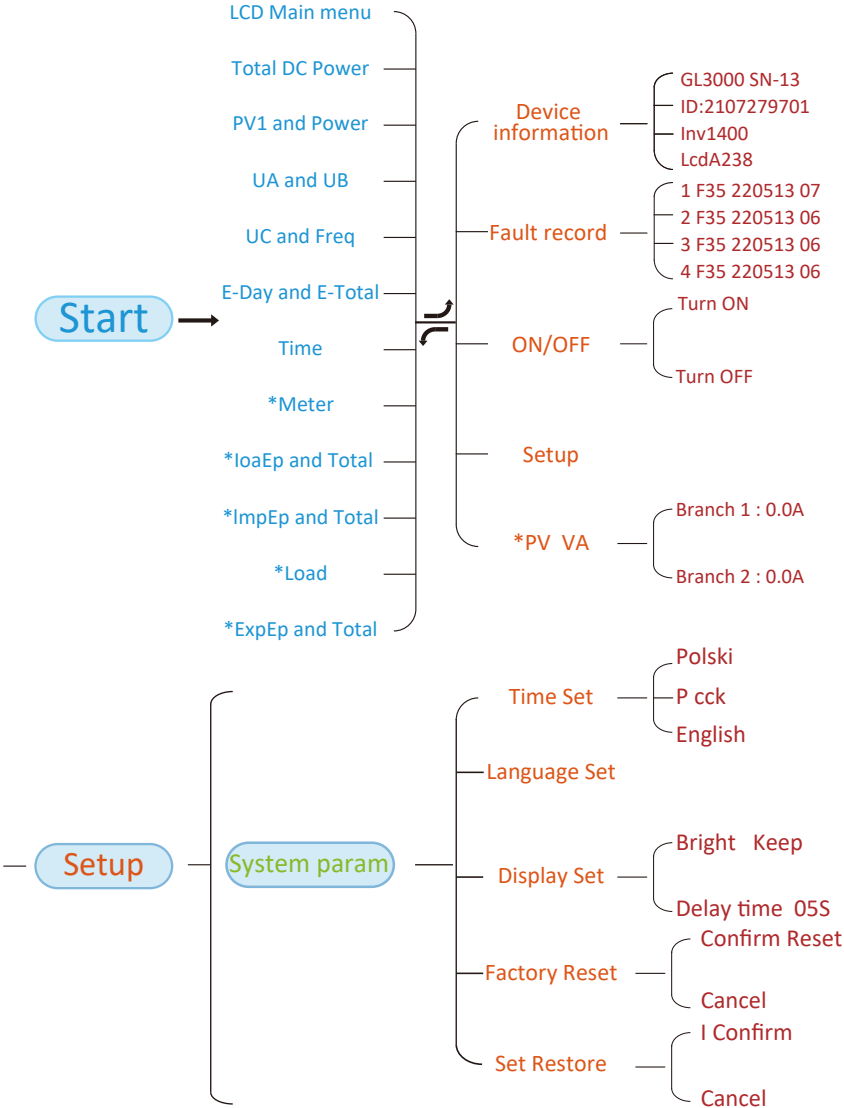 LCD Main menu
Total DC Power
PV1 and Power
UA and UB
UC and Freq
E-Day and E-Total
Start
Time
*Meter
*IoaEp and Total
*ImpEp and Total
*Load
*ExpEp and Total
Device
information
GL3000 SN-13
ID:2107279701
Inv1400
LcdA238
Fault record
1 F35 220513 07
2 F35 220513 06
3 F35 220513 06
4 F35 220513 06
ON/OFF
Turn ON
Turn OFF
Setup
*PV VA
Branch 1 : 0.0A
Branch 2 : 0.0A
Setup
System param
Time Set
Polski
P cck
English
Language Set
Display Set
Bright Keep
Delay time 05S
Factory Reset
Confirm Reset
Cancel
Set Restore
I Confirm
Cancel